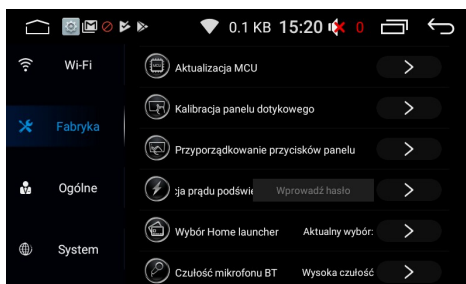 0.1 KB 15:20 0
Wi-Fi
Aktualizacja MCU
Kalibracja panelu dotykowego
Fabryka
Przyporządkowanie przycisków panelu
Ogólne
:ja prądu podświe Wprowadź hasło
Wybór Home launcher Aktualny wybór:
System
Czułość mikrofonu BT Wysoka czułość